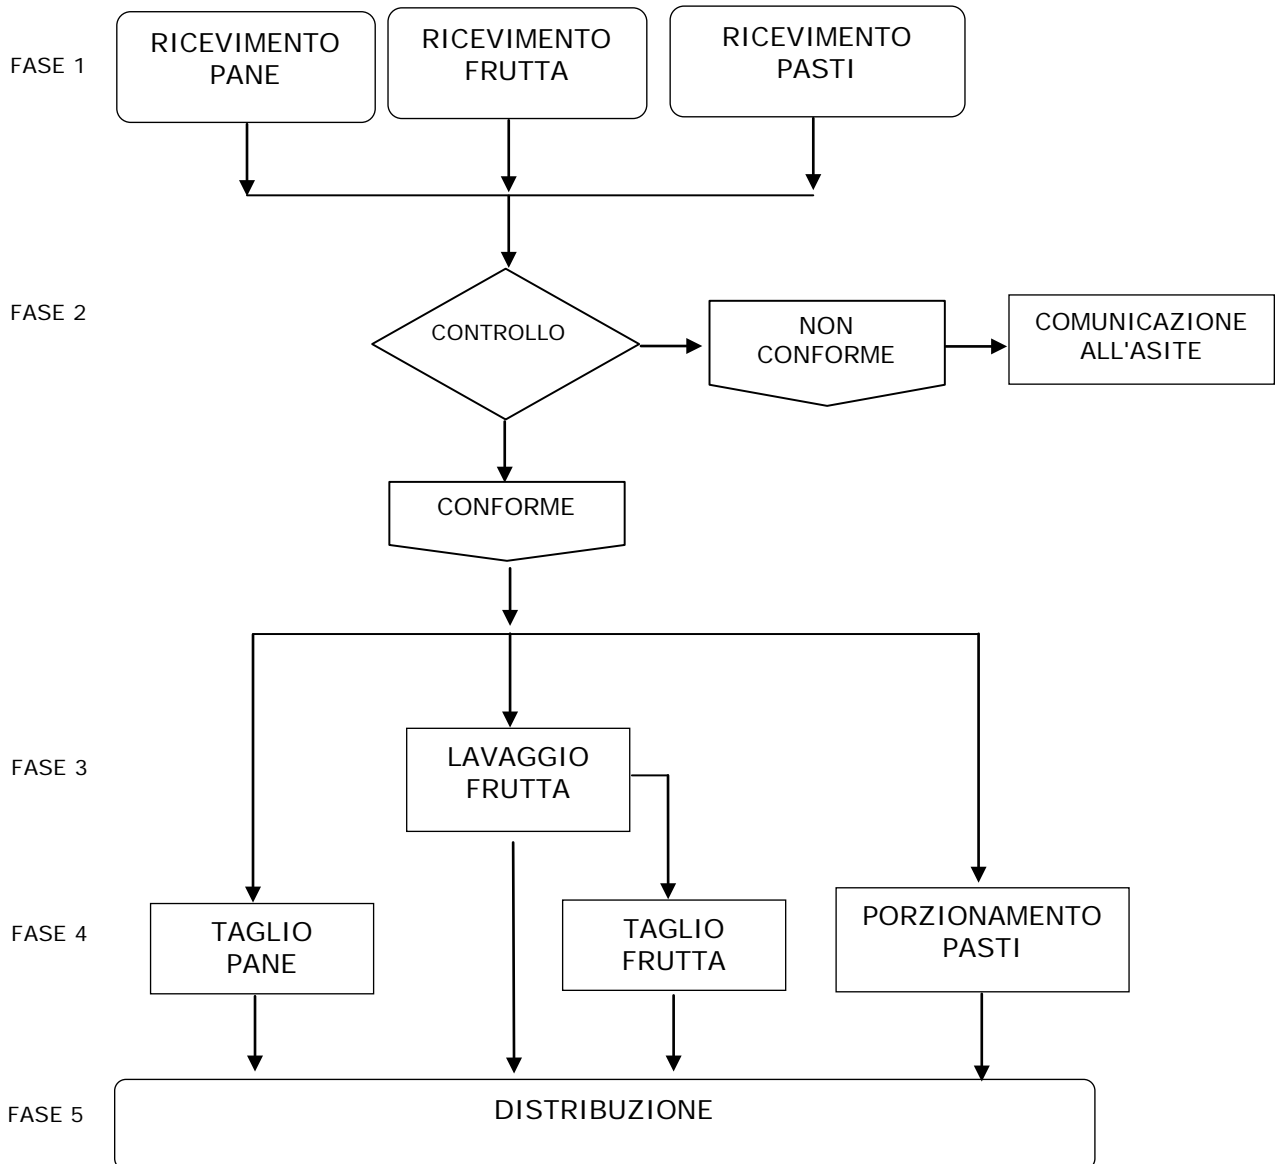 FASE 1
RICEVIMENTO
PANE
RICEVIMENTO
FRUTTA
RICEVIMENTO
PASTI
FASE 2
CONTROLLO
NON
CONFORME
COMUNICAZIONE
ALL'ASITE
CONFORME
FASE 3
LAVAGGIO
FRUTTA
FASE 4
TAGLIO
PANE
TAGLIO
FRUTTA
PORZIONAMENTO
PASTI
FASE 5
DISTRIBUZIONE